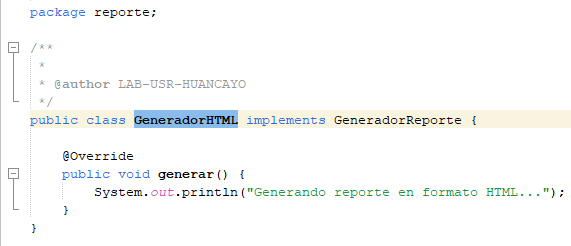 package reporte;
/**
 *
 * @author LAB-USR-HUANCAYO
 */
public class GeneradorHTML implements GeneradorReporte {
    @Override
    public void generar() {
        System.out.println("Generando reporte en formato HTML...");
    }
}